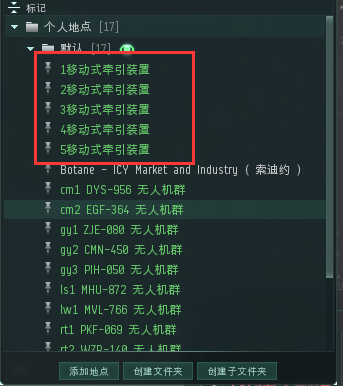 标记
个人地点 [17]
默认 [17]
1移动式牵引装置
2移动式牵引装置
3移动式牵引装置
4移动式牵引装置
5移动式牵引装置
Botane - ICY Market and Industry ( 索迪约 )
cm1 DYS-956 无人机群
cm2 EGF-364 无人机群
gy1 ZJE-080 无人机群
gy2 CMN-450 无人机群
gy3 PIH-050 无人机群
ls1 MHU-872 无人机群
lw1 MVL-766 无人机群
rt1 PKF-069 无人机群
rt2 WZP-140 无人机群
添加地点 创建文件夹 创建子文件夹